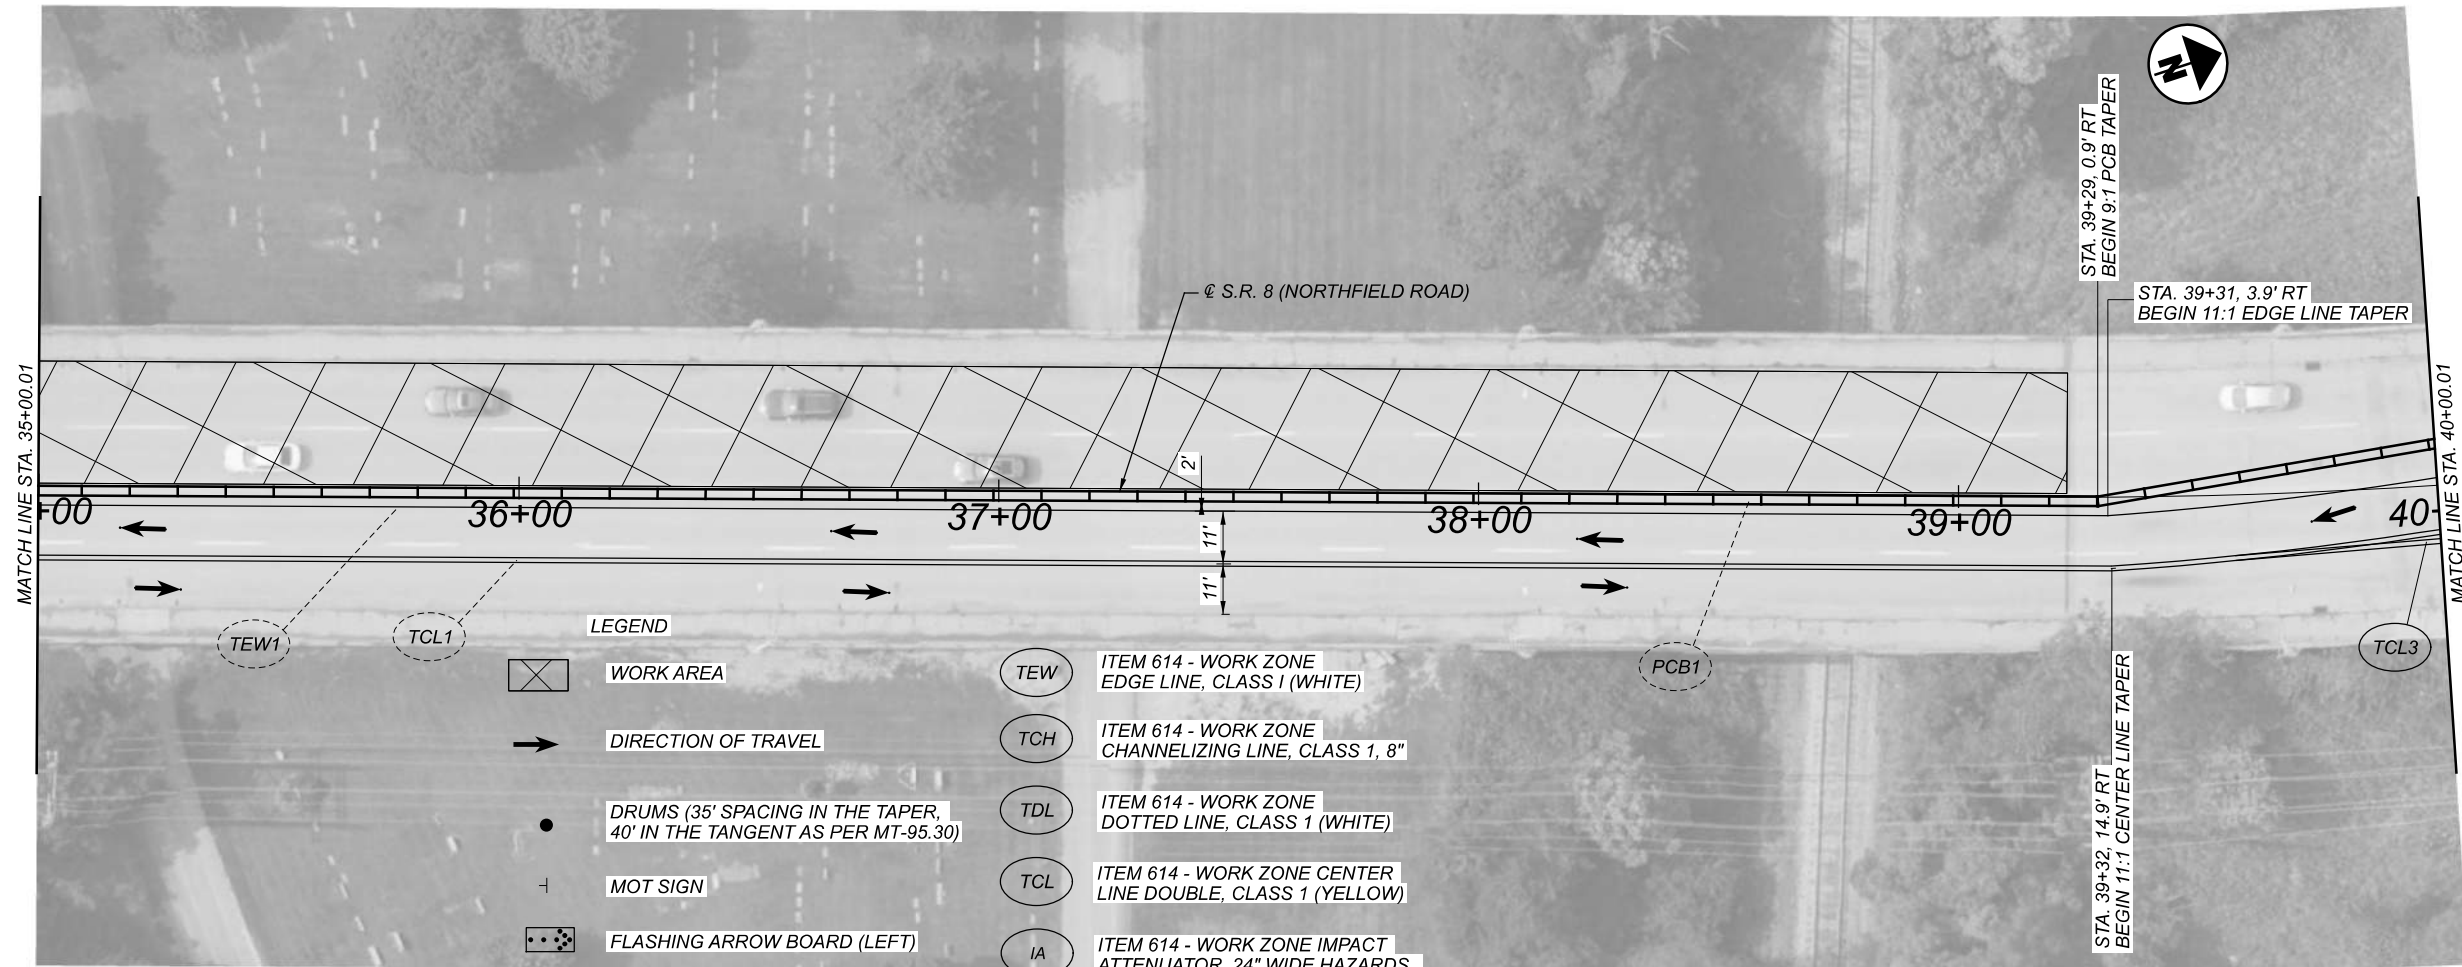 N
STA. 39+29, 0.9' RT
BEGIN 9:1 PCB TAPER
℄ S.R. 8 (NORTHFIELD ROAD)
STA. 39+31, 3.9' RT
BEGIN 11:1 EDGE LINE TAPER
MATCH LINE STA. 35+00.01
MATCH LINE STA. 40+00.01
2'
+00
36+00
37+00
38+00
39+00
40
11'
11'
TEW1
TCL1
PCB1
TCL3
LEGEND
WORK AREA
DIRECTION OF TRAVEL
DRUMS (35' SPACING IN THE TAPER,
40' IN THE TANGENT AS PER MT-95.30)
MOT SIGN
FLASHING ARROW BOARD (LEFT)
TEW
ITEM 614 - WORK ZONE
EDGE LINE, CLASS I (WHITE)
TCH
ITEM 614 - WORK ZONE
CHANNELIZING LINE, CLASS 1, 8"
TDL
ITEM 614 - WORK ZONE
DOTTED LINE, CLASS 1 (WHITE)
TCL
ITEM 614 - WORK ZONE CENTER
LINE DOUBLE, CLASS 1 (YELLOW)
IA
ITEM 614 - WORK ZONE IMPACT
ATTENUATOR, 24" WIDE HAZARDS,
STA. 39+32, 14.9' RT
BEGIN 11:1 CENTER LINE TAPER